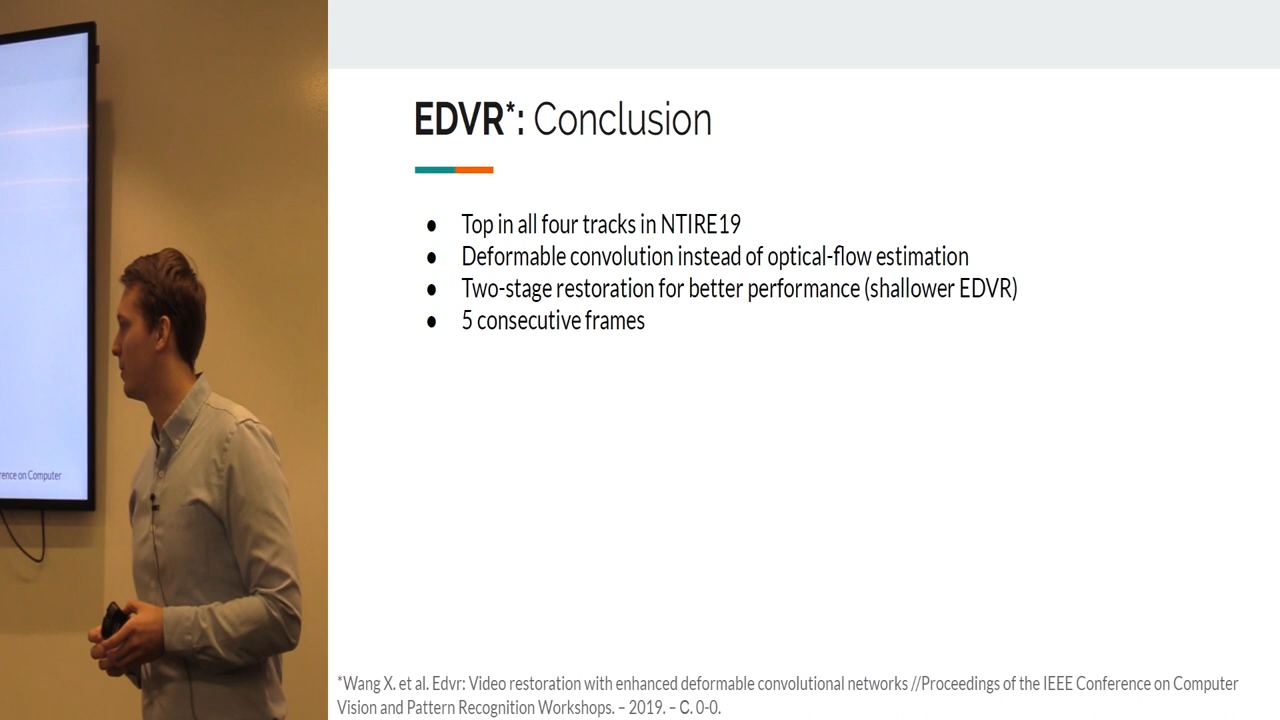 EDVR*: Conclusion
● Top in all four tracks in NTIRE19
● Deformable convolution instead of optical-flow estimation
● Two-stage restoration for better performance (shallower EDVR)
● 5 consecutive frames
*Wang X. et al. Edvr: Video restoration with enhanced deformable convolutional networks //Proceedings of the IEEE Conference on Computer
Vision and Pattern Recognition Workshops. – 2019. – С. 0-0.
rence on Computer